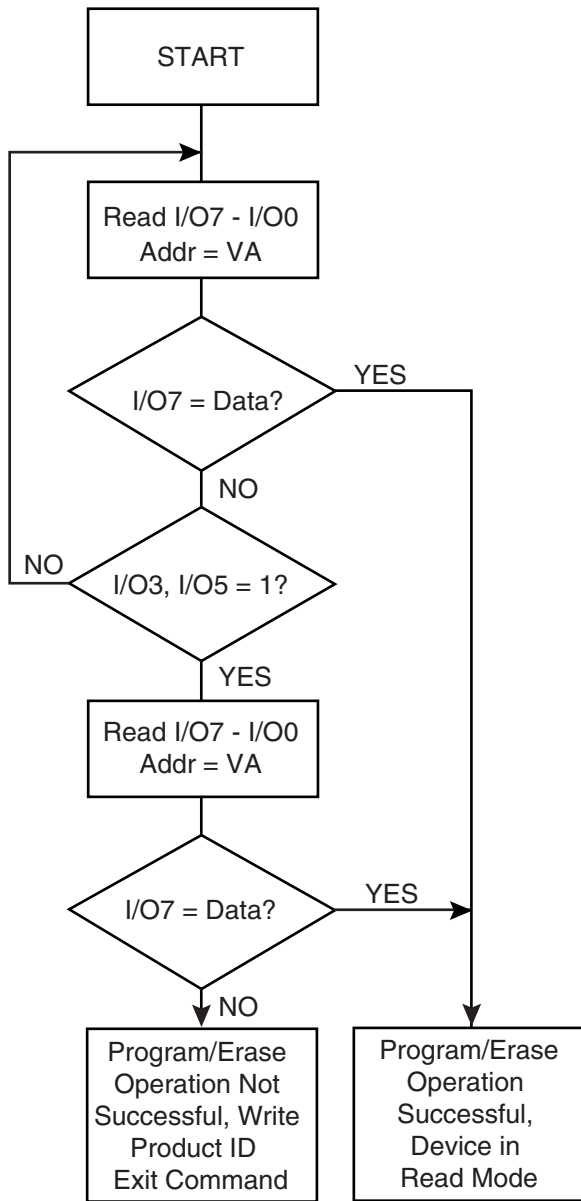 START
Read I/O7 - I/O0
Addr = VA
I/O7 = Data?
YES
NO
I/O3, I/O5 = 1?
NO
YES
Read I/O7 - I/O0
Addr = VA
I/O7 = Data?
YES
NO
Program/Erase
Operation Not
Successful, Write
Product ID
Exit Command
Program/Erase
Operation
Successful,
Device in
Read Mode